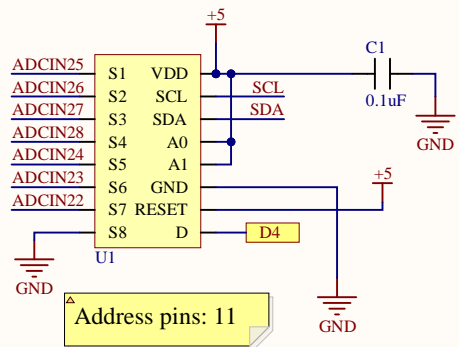 +5
C1
0.1uF
GND
ADCIN25 S1 VDD
ADCIN26 S2 SCL SCL
ADCIN27 S3 SDA SDA
ADCIN28 S4 A0
ADCIN24 S5 A1
ADCIN23 S6 GND
+5
ADCIN22 S7 RESET
S8 D D4
U1
GND
GND
Address pins: 11